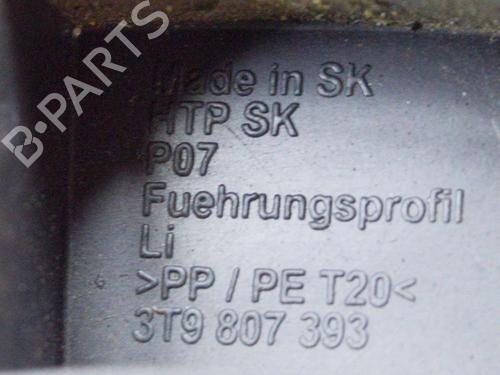 B-PARTS
Made in SK
HTP SK
P07
Fuehrungsprofil
Li
>PP / PE T20<
3T9 807 393